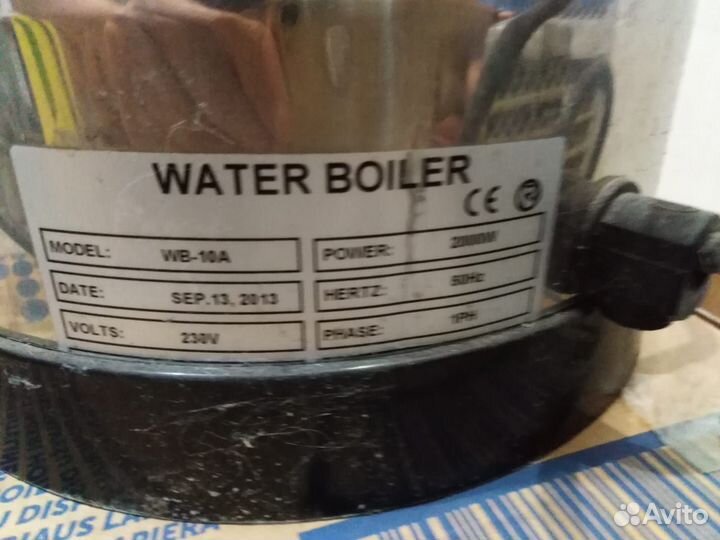 WATER BOILER
CE
MODEL: WB-10A POWER: 2000W
DATE: SEP.13, 2013 HERTZ: 50Hz
VOLTS: 230V PHASE: 1PH
Avito